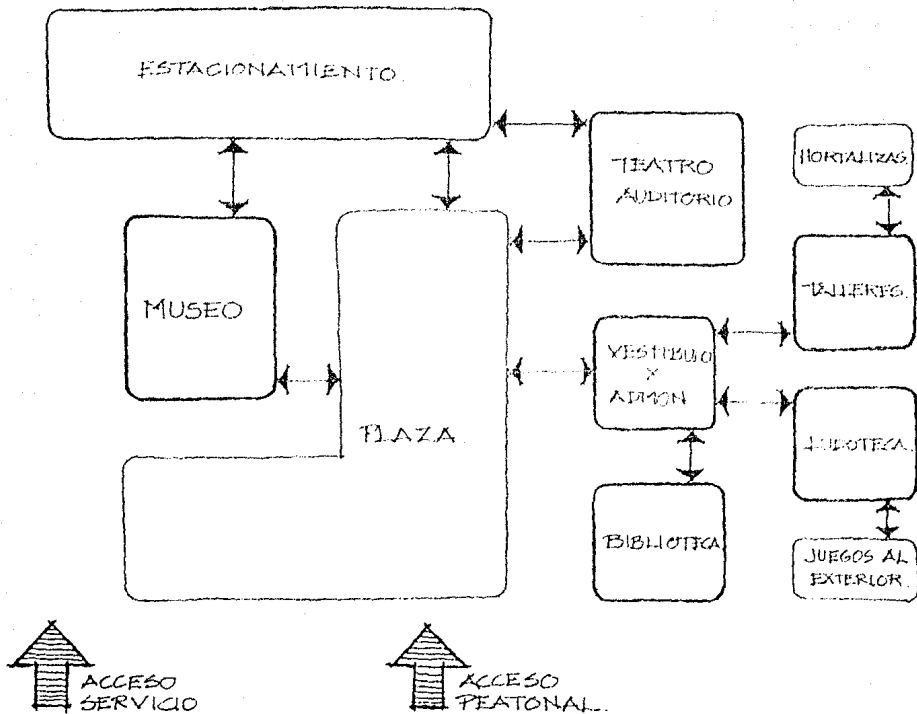 ESTACIONAMIENTO.
TEATRO
AUDITORIO
HORTALIZAS.
MUSEO
TALLERES.
VESTIBULO
Y
ADMON
PLAZA.
LUDOTECA.
BIBLIOTECA
JUEGOS AL
EXTERIOR.
ACCESO
SERVICIO
ACCESO
PEATONAL.